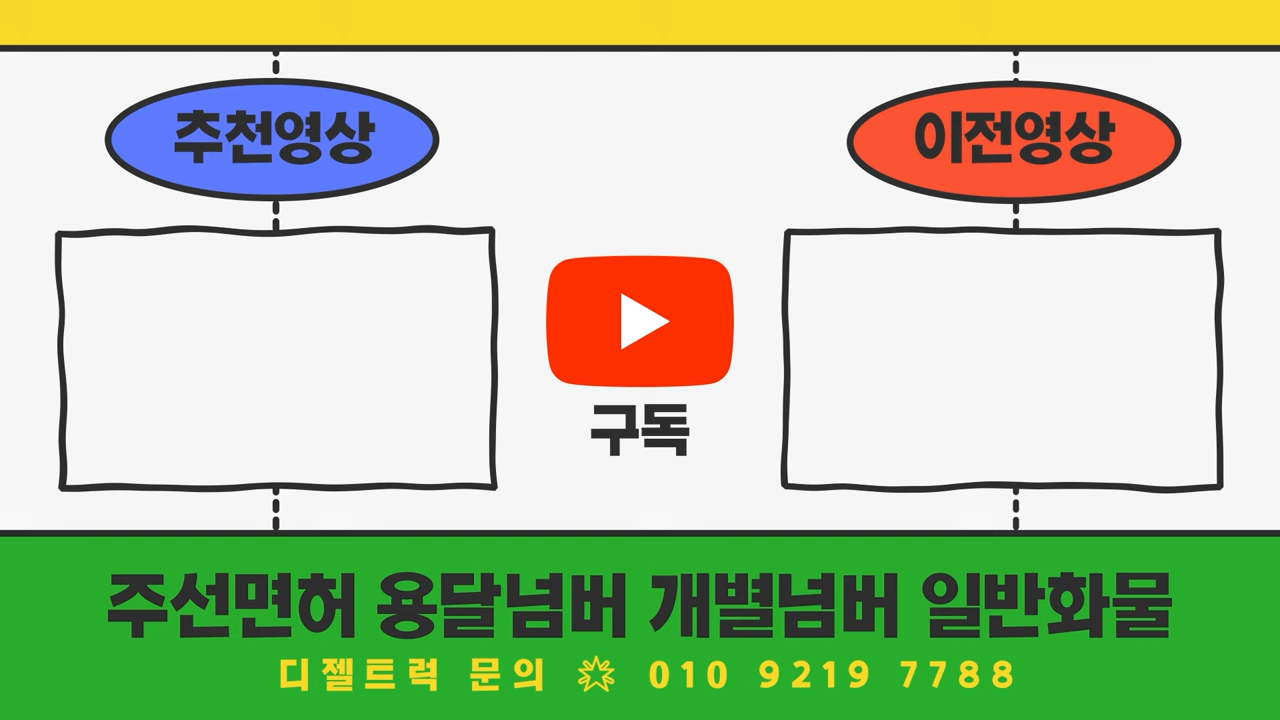 추천영상
이전영상
구독
주선면허 용달넘버 개별넘버 일반화물
디젤트럭 문의 010 9219 7788